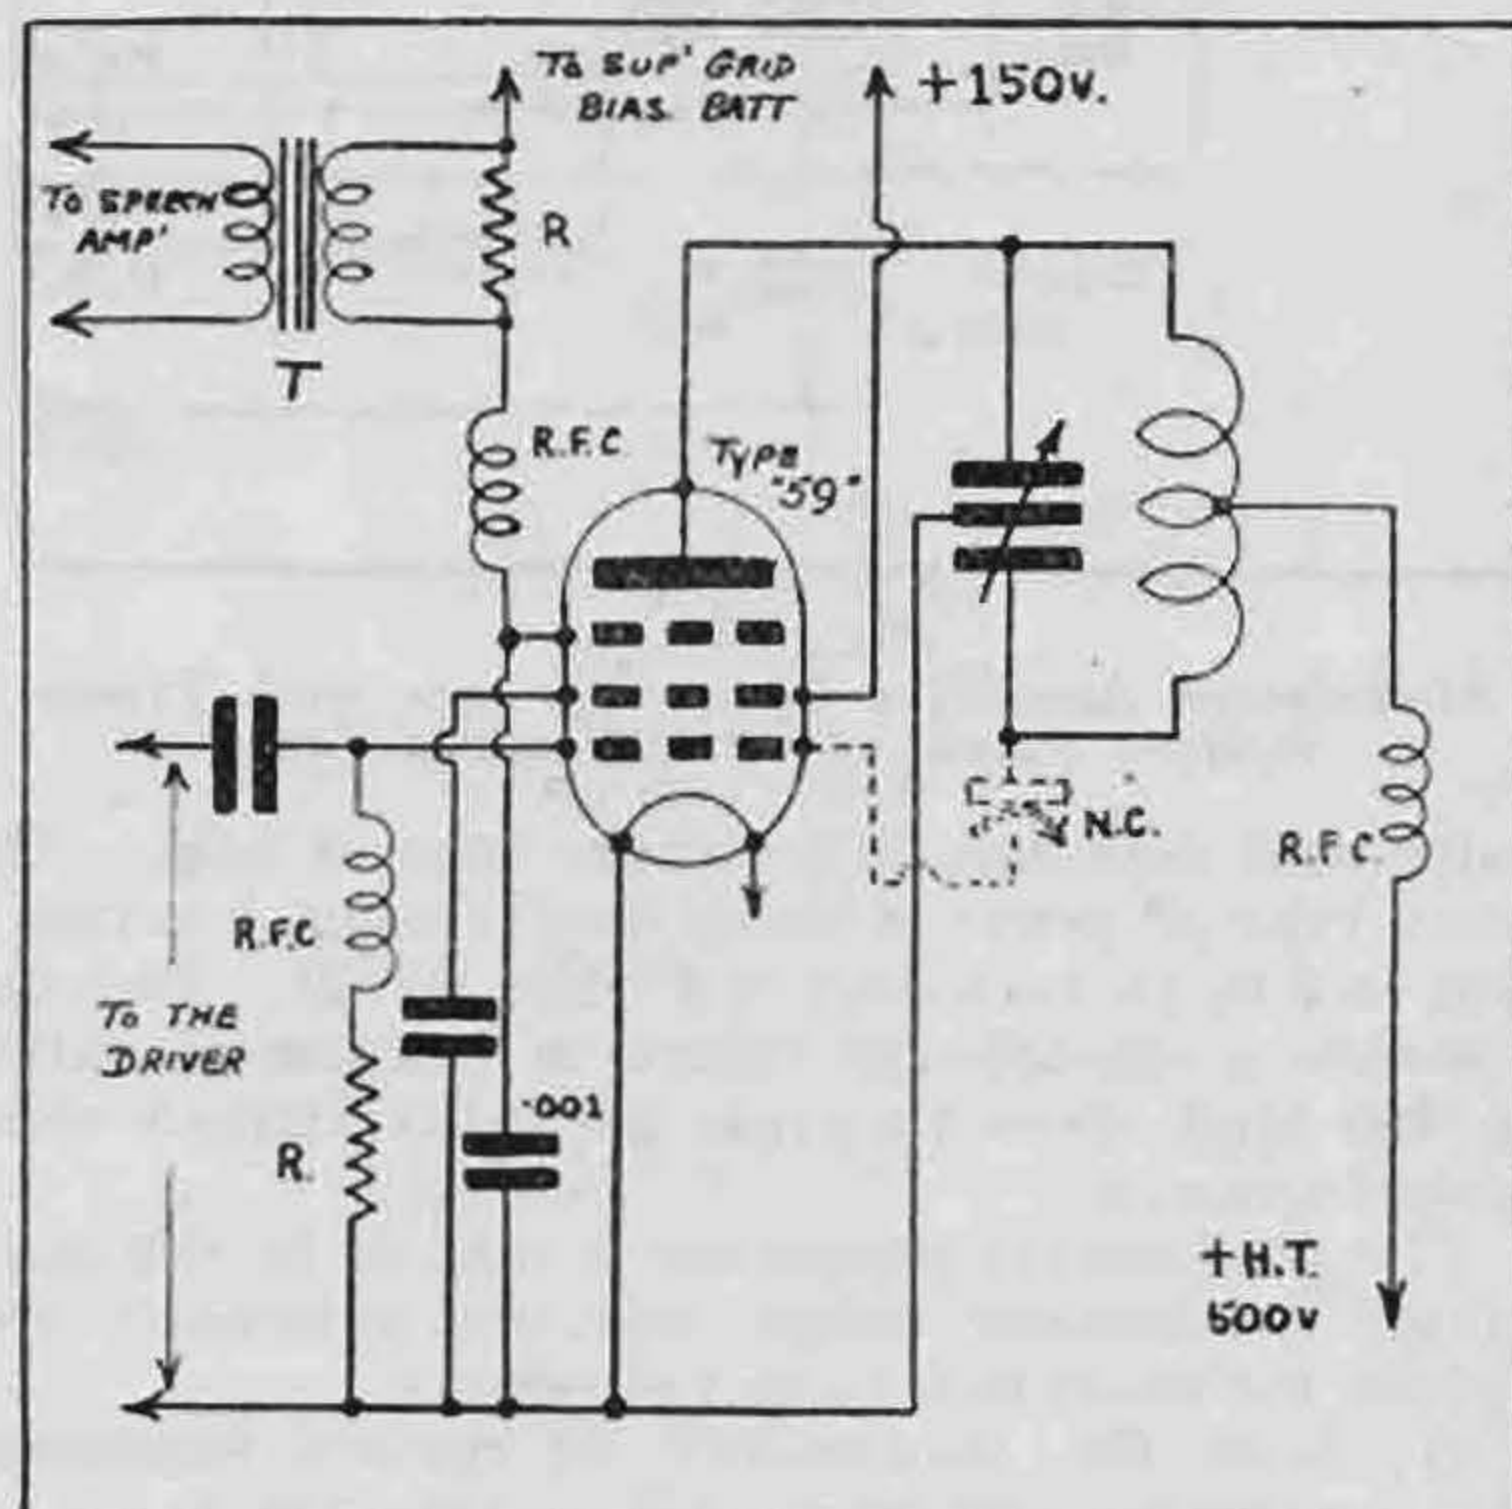 To SUP' GRID
BIAS. BATT
+150V.
To SPEECH
AMP'
R
T
R.F.C
TYPE
"59"
N.C.
R.F.C.
R.F.C
To THE
DRIVER
.001
R.
+H.T.
500V